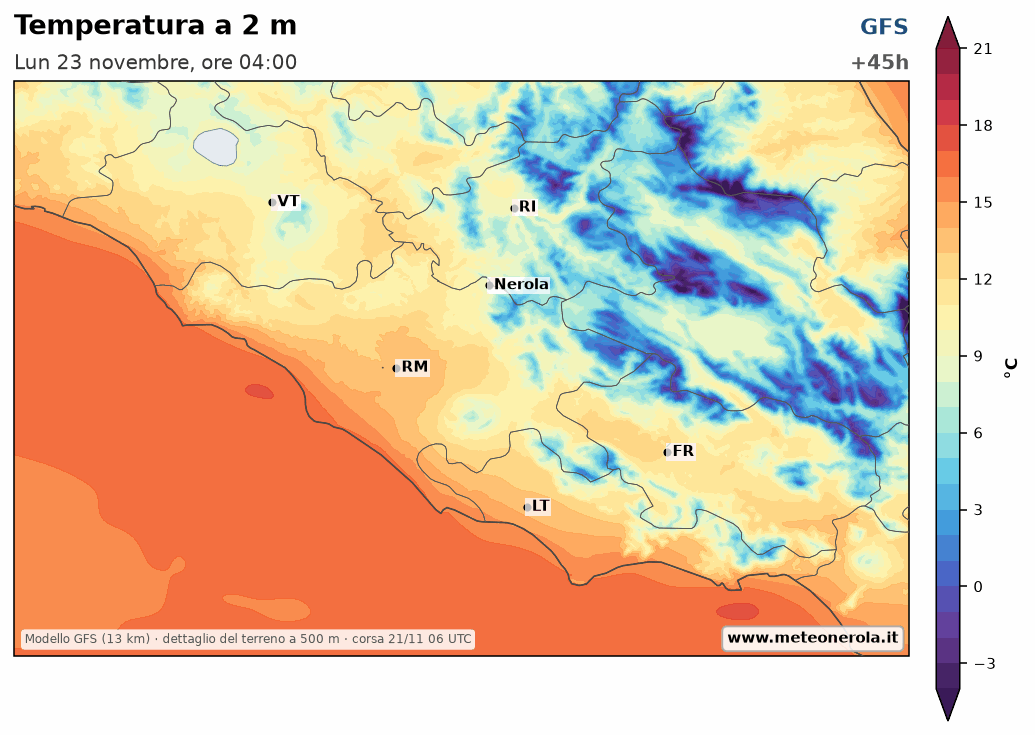 Temperatura a 2 m
GFS
Lun 23 novembre, ore 04:00
+45h
21
18
15
12
9
6
3
0
−3
°C
VT
RI
Nerola
RM
FR
LT
Modello GFS (13 km) · dettaglio del terreno a 500 m · corsa 21/11 06 UTC
www.meteonerola.it